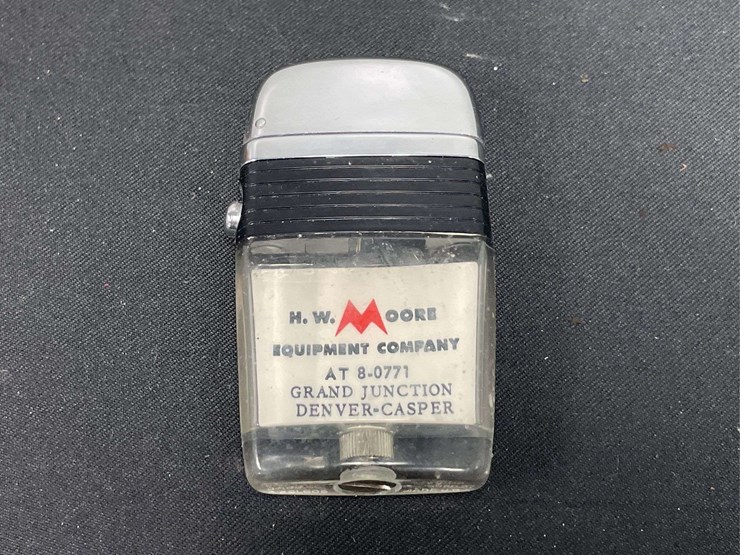 H. W. MOORE
EQUIPMENT COMPANY
AT 8-0771
GRAND JUNCTION
DENVER-CASPER